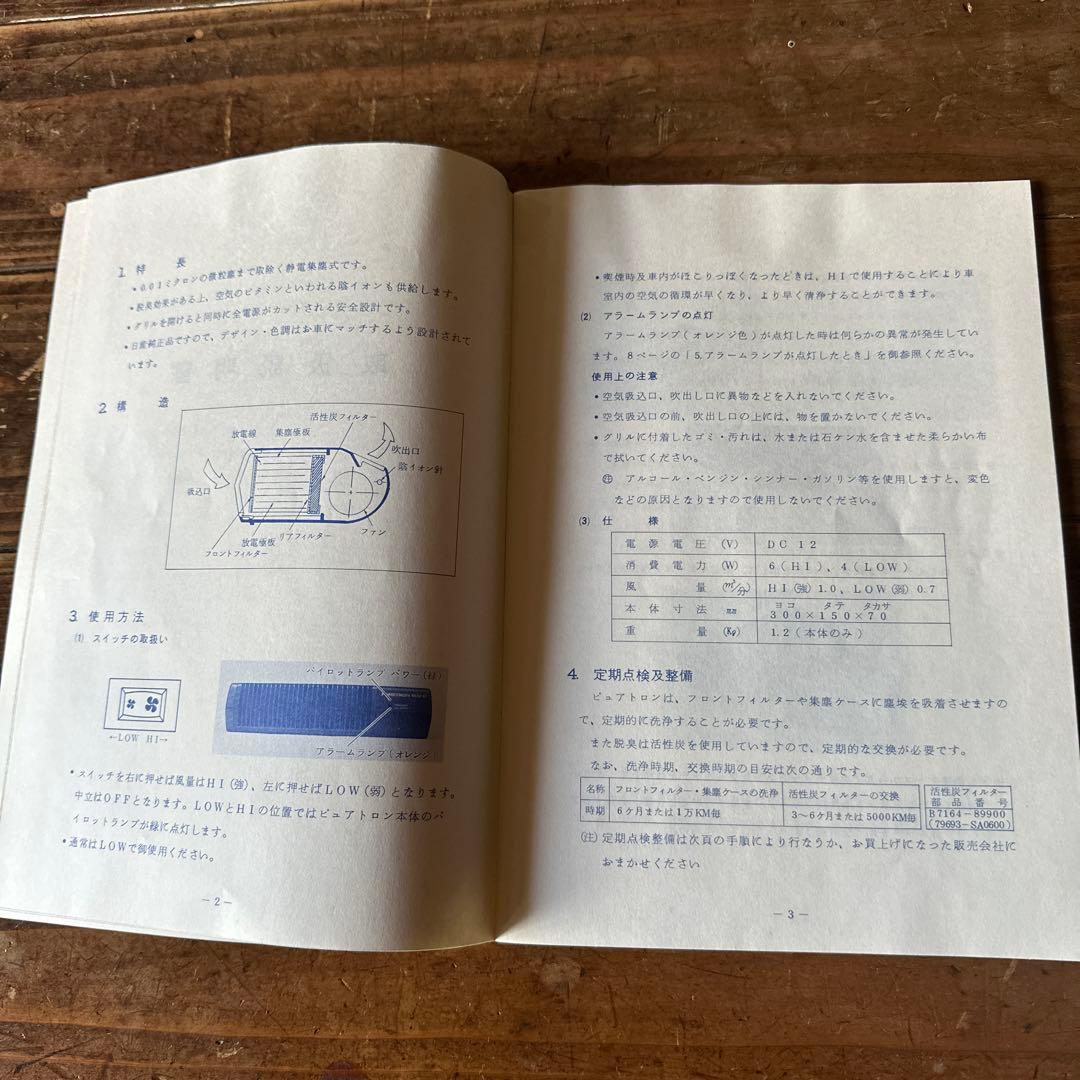 1 特長
・0.01ミクロンの微粒塵まで取除く静電集塵式です。
・脱臭効果がある上、空気のビタミンといわれる陰イオンも供給します。
・グリルを開けると同時に全電源がカットされる安全設計です。
・日産純正品ですので、デザイン・色調はお車にマッチするよう設計されて
います。
2 構造
活性炭フィルター
放電線 集塵極板
吹出口
陰イオン針
吸込口
放電極板 リアフィルター ファン
フロントフィルター
3 使用方法
(1) スイッチの取扱い
パイロットランプ パワー(緑)
アラームランプ(オレンジ)
←LOW HI→
・スイッチを右に押せば風量はHI(強)、左に押せばLOW(弱)となります。
中立はOFFとなります。LOWとHIの位置ではピュアトロン本体のパ
イロットランプが緑に点灯します。
・通常はLOWで御使用ください。
－2－
・喫煙時及車内がほこりっぽくなったときは、HIで使用することにより車
室内の空気の循環が早くなり、より早く清浄することができます。
(2) アラームランプの点灯
アラームランプ(オレンジ色)が点灯した時は何らかの異常が発生してい
ます。8ページの「5.アラームランプが点灯したとき」を御参照ください。
使用上の注意
・空気吸込口、吹出し口に異物などを入れないでください。
・空気吸込口の前、吹出し口の上には、物を置かないでください。
・グリルに付着したゴミ・汚れは、水または石ケン水を含ませた柔らかい布
で拭いてください。
㊟ アルコール・ベンジン・シンナー・ガソリン等を使用しますと、変色
などの原因となりますので使用しないでください。
(3) 仕様
電源電圧 (V) DC 12
消費電力 (W) 6(HI)、4(LOW)
風量 (m³/分) HI(強)1.0、LOW(弱)0.7
本体寸法 mm ヨコ タテ タカサ
300×150×70
重量 (Kg) 1.2(本体のみ)
4. 定期点検及整備
ピュアトロンは、フロントフィルターや集塵ケースに塵埃を吸着させますの
で、定期的に洗浄することが必要です。
また脱臭は活性炭を使用していますので、定期的な交換が必要です。
なお、洗浄時期、交換時期の目安は次の通りです。
名称 フロントフィルター・集塵ケースの洗浄 活性炭フィルターの交換
時期 6ケ月または1万KM毎 3～6ケ月または5000KM毎
活性炭フィルター
部品番号
B7164-89900
(79693-SA0600)
(注) 定期点検整備は次頁の手順により行なうか、お買上げになった販売会社に
おまかせください
－3－